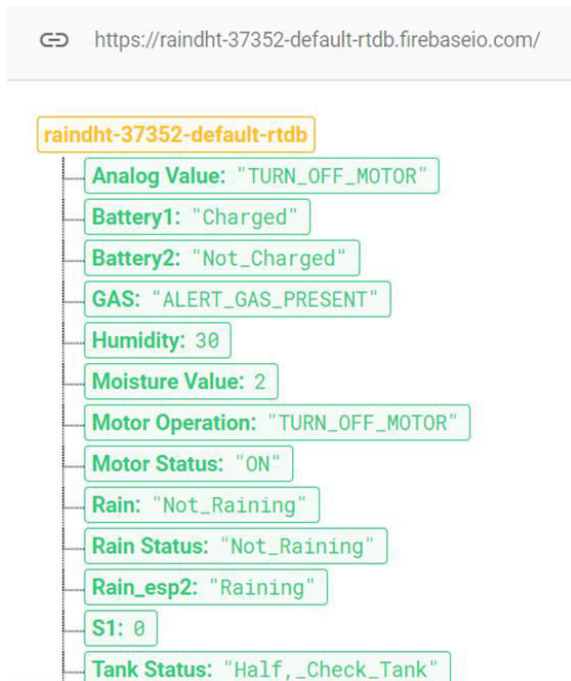 https://raindht-37352-default-rtdb.firebaseio.com/
raindht-37352-default-rtdb
Analog Value: "TURN_OFF_MOTOR"
Battery1: "Charged"
Battery2: "Not_Charged"
GAS: "ALERT_GAS_PRESENT"
Humidity: 30
Moisture Value: 2
Motor Operation: "TURN_OFF_MOTOR"
Motor Status: "ON"
Rain: "Not_Raining"
Rain Status: "Not_Raining"
Rain_esp2: "Raining"
S1: 0
Tank Status: "Half,_Check_Tank"